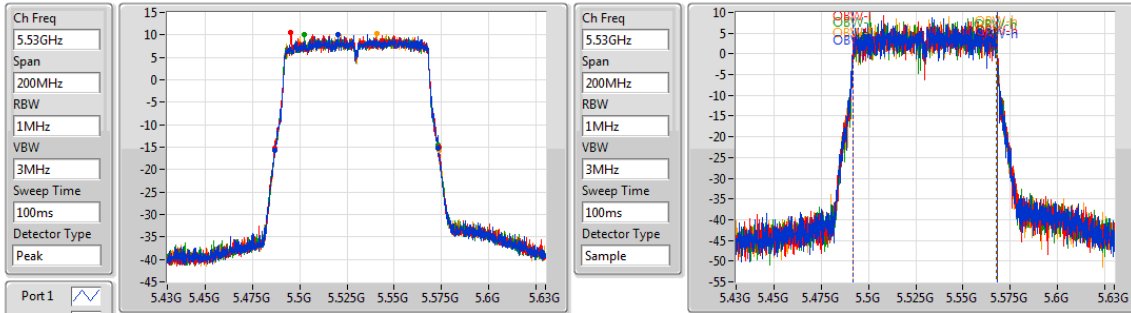 Ch Freq
5.53GHz
Span
200MHz
RBW
1MHz
VBW
3MHz
Sweep Time
100ms
Detector Type
Peak
Port 1
15
10
5
0
-5
-10
-15
-20
-25
-30
-35
-40
-45
5.43G 5.45G 5.475G 5.5G 5.525G 5.55G 5.575G 5.6G 5.63G
Ch Freq
5.53GHz
Span
200MHz
RBW
1MHz
VBW
3MHz
Sweep Time
100ms
Detector Type
Sample
10
5
0
-5
-10
-15
-20
-25
-30
-35
-40
-45
-50
-55
OBW-h
5.43G 5.45G 5.475G 5.5G 5.525G 5.55G 5.575G 5.6G 5.63G